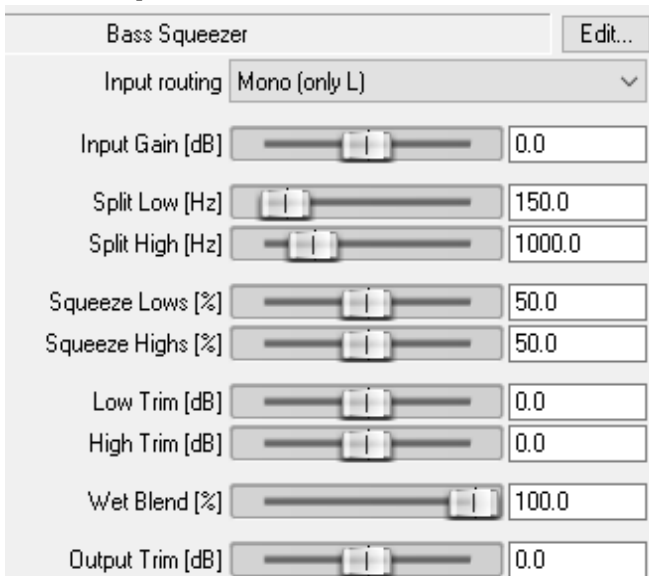 Bass Squeezer Edit...
Input routing Mono (only L)
Input Gain [dB] 0.0
Split Low [Hz] 150.0
Split High [Hz] 1000.0
Squeeze Lows [%] 50.0
Squeeze Highs [%] 50.0
Low Trim [dB] 0.0
High Trim [dB] 0.0
Wet Blend [%] 100.0
Output Trim [dB] 0.0